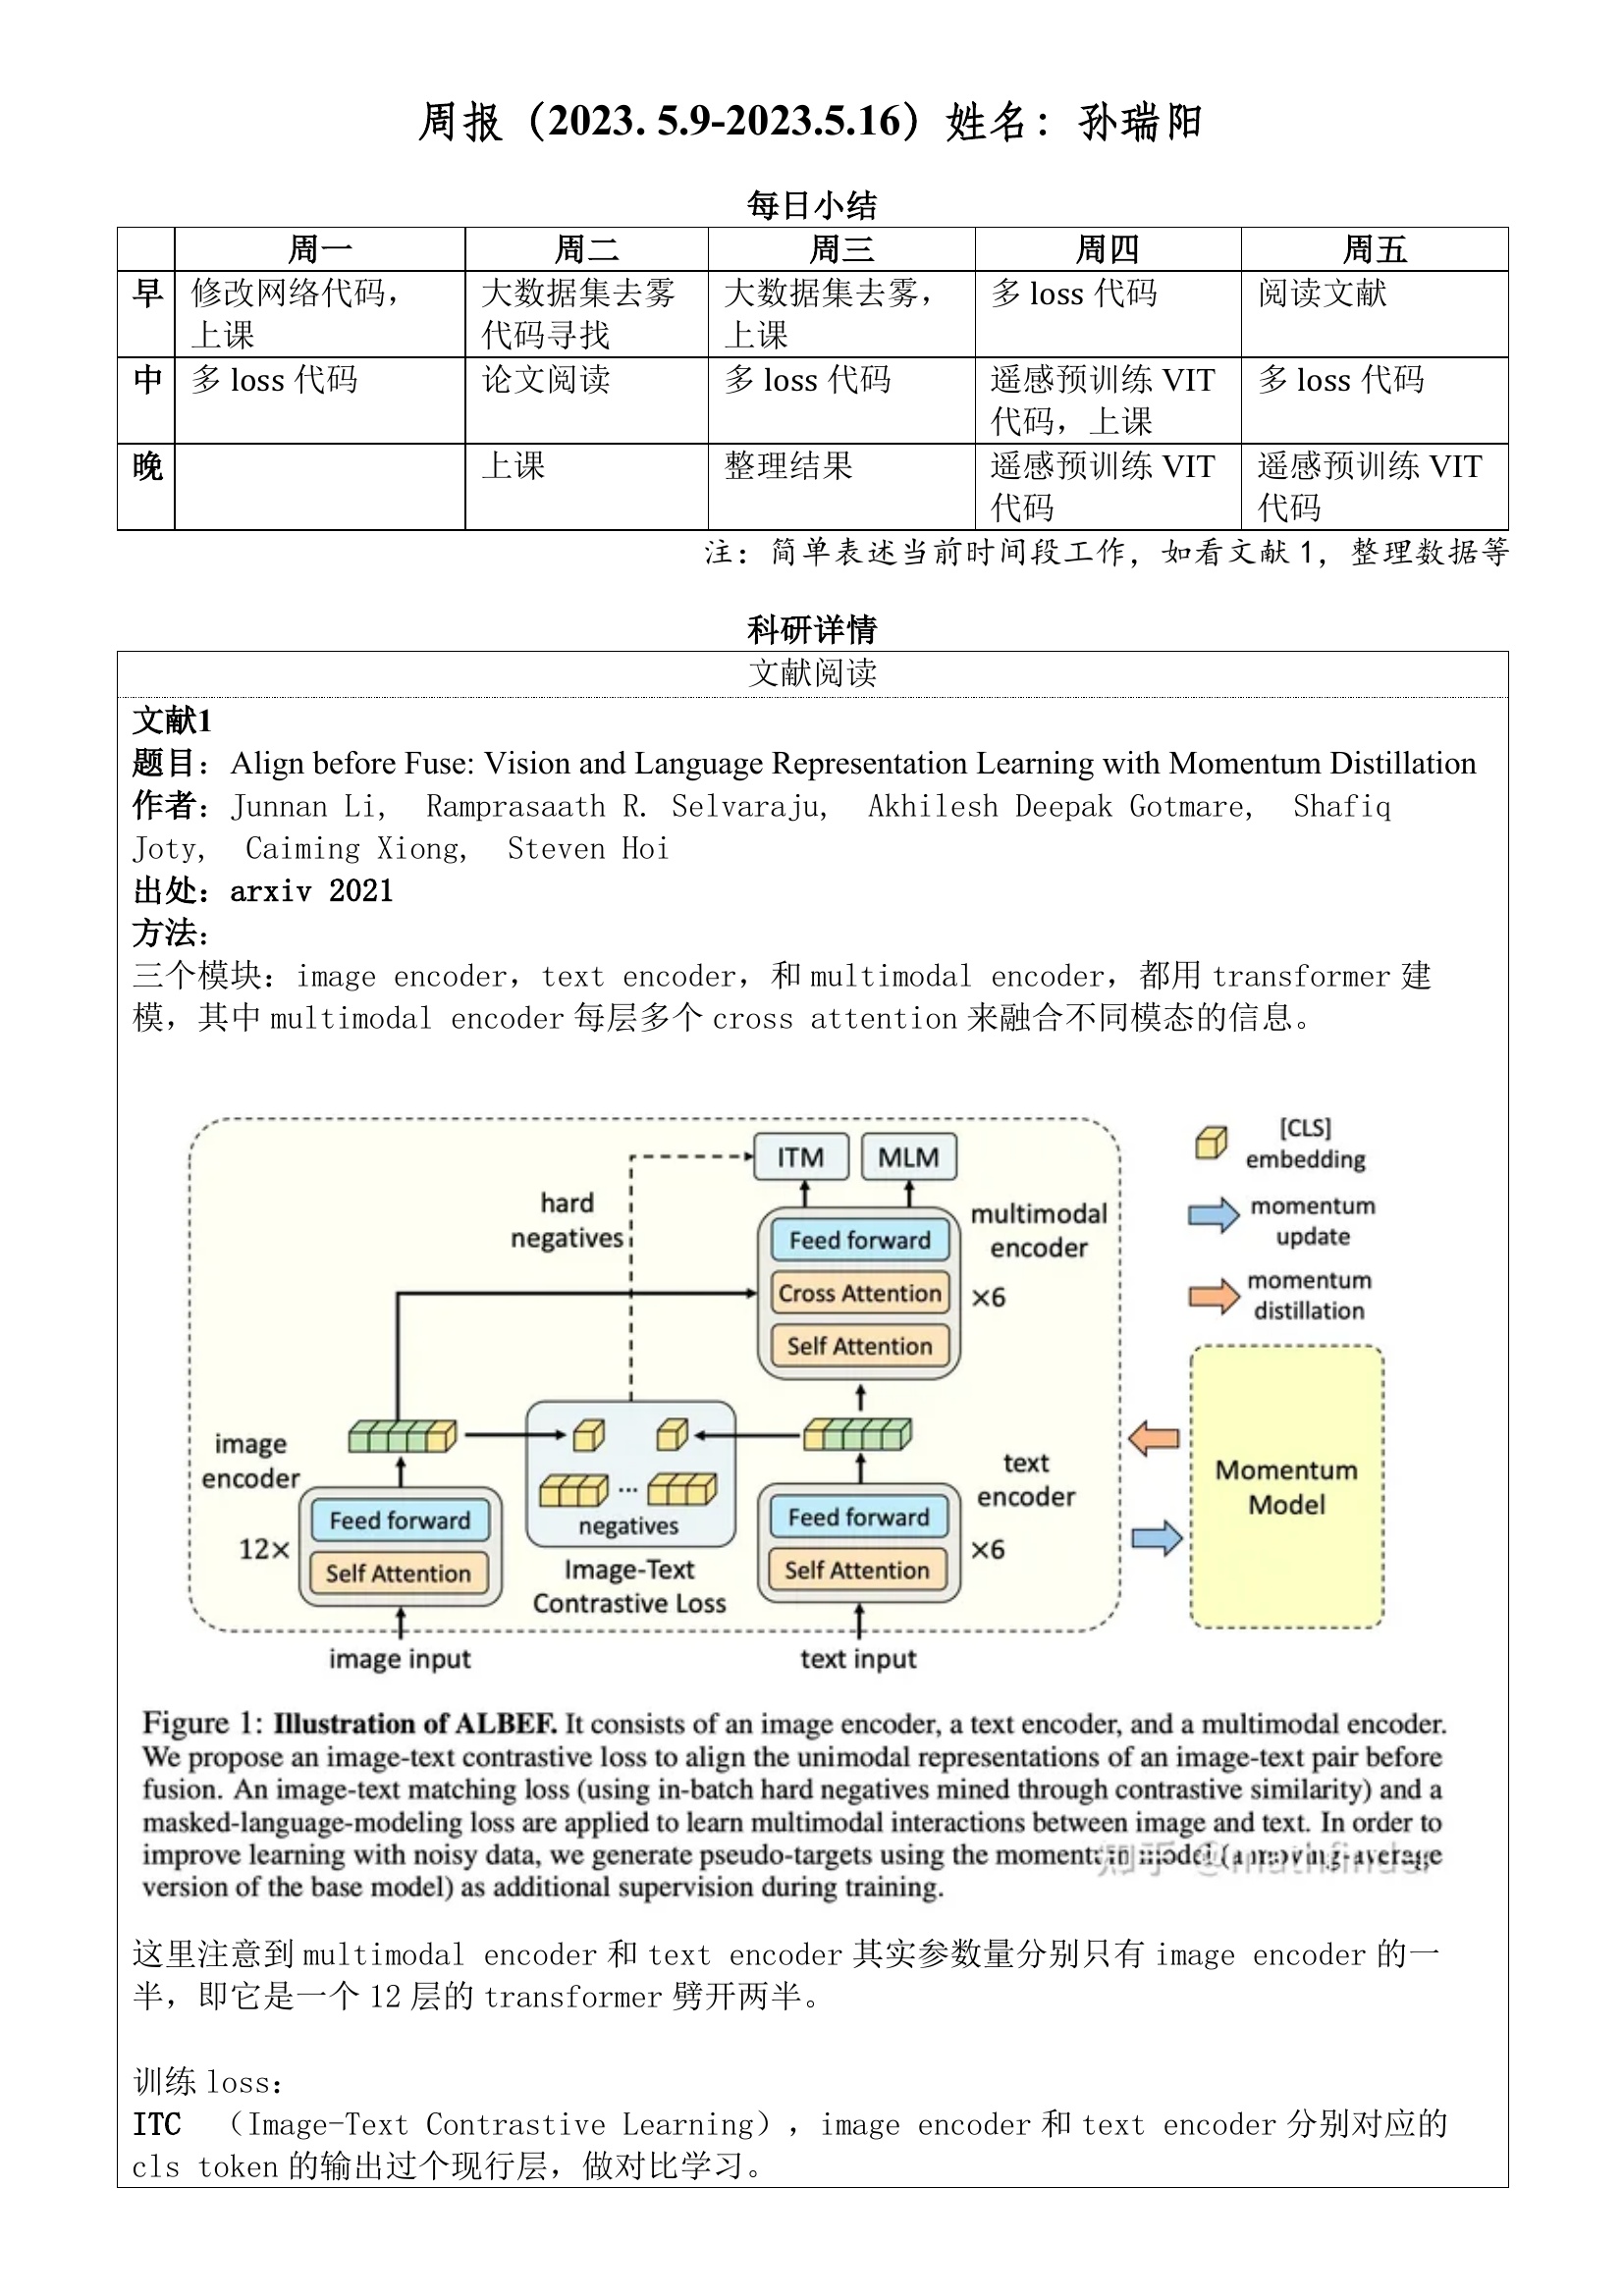 周报（2023. 5.9-2023.5.16）姓名：孙瑞阳
每日小结
周一 周二 周三 周四 周五
早 修改网络代码，上课 大数据集去雾代码寻找 大数据集去雾，上课 多 loss 代码 阅读文献
中 多 loss 代码 论文阅读 多 loss 代码 遥感预训练 VIT 代码，上课 多 loss 代码
晚 上课 整理结果 遥感预训练 VIT 代码 遥感预训练 VIT 代码
注：简单表述当前时间段工作，如看文献 1，整理数据等
科研详情
文献阅读
文献1
题目：Align before Fuse: Vision and Language Representation Learning with Momentum Distillation
作者：Junnan Li, Ramprasaath R. Selvaraju, Akhilesh Deepak Gotmare, Shafiq
Joty, Caiming Xiong, Steven Hoi
出处：arxiv 2021
方法：
三个模块：image encoder，text encoder，和 multimodal encoder，都用 transformer 建
模，其中 multimodal encoder 每层多个 cross attention 来融合不同模态的信息。
ITM MLM
hard
negatives
Feed forward
Cross Attention
Self Attention
multimodal
encoder
×6
[CLS]
embedding
momentum
update
momentum
distillation
image
encoder
12×
Feed forward
Self Attention
negatives
...
Image-Text
Contrastive Loss
Feed forward
Self Attention
text
encoder
×6
Momentum
Model
image input
text input
Figure 1: Illustration of ALBEF. It consists of an image encoder, a text encoder, and a multimodal encoder.
We propose an image-text contrastive loss to align the unimodal representations of an image-text pair before
fusion. An image-text matching loss (using in-batch hard negatives mined through contrastive similarity) and a
masked-language-modeling loss are applied to learn multimodal interactions between image and text. In order to
improve learning with noisy data, we generate pseudo-targets using the momentum model (a moving-average
version of the base model) as additional supervision during training.
知乎
这里注意到 multimodal encoder 和 text encoder 其实参数量分别只有 image encoder 的一
半，即它是一个 12 层的 transformer 劈开两半。
训练 loss：
ITC （Image-Text Contrastive Learning），image encoder 和 text encoder 分别对应的
cls token 的输出过个现行层，做对比学习。